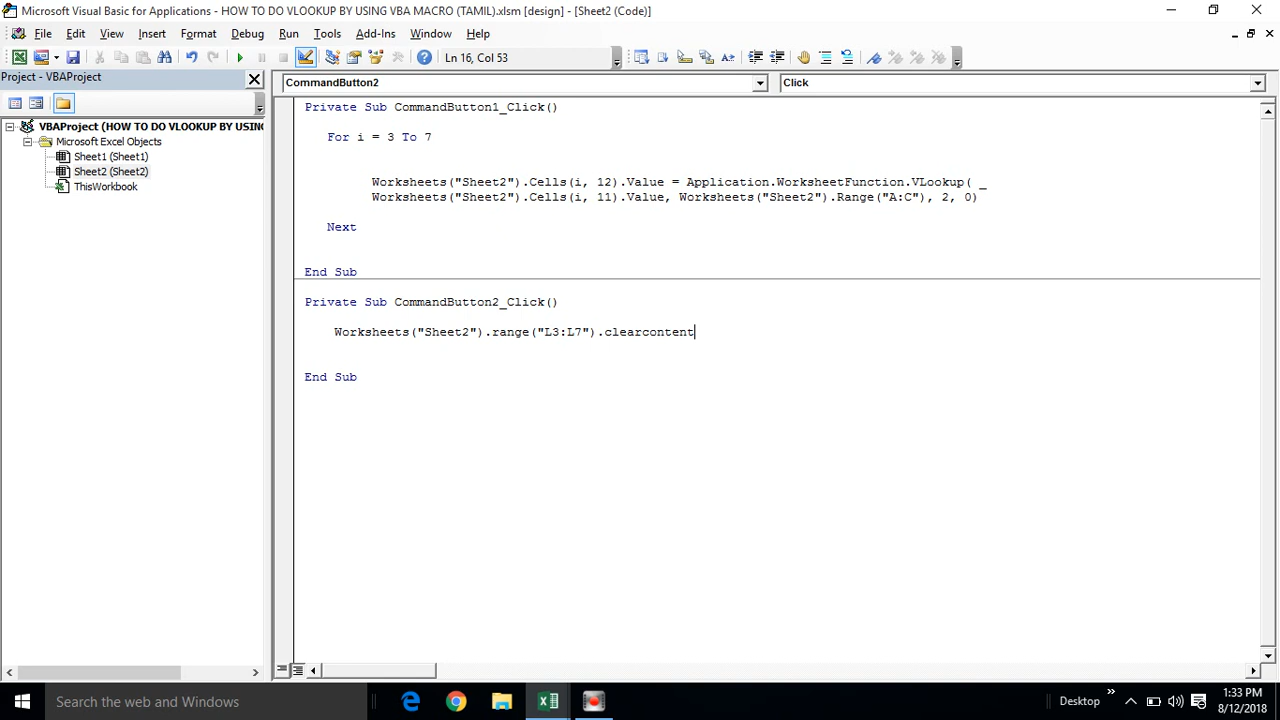 Microsoft Visual Basic for Applications - HOW TO DO VLOOKUP BY USING VBA MACRO (TAMIL).xlsm [design] - [Sheet2 (Code)]
File Edit View Insert Format Debug Run Tools Add-Ins Window Help
Ln 16, Col 53
Project - VBAProject
CommandButton2 Click
VBAProject (HOW TO DO VLOOKUP BY USIN
Microsoft Excel Objects
Sheet1 (Sheet1)
Sheet2 (Sheet2)
ThisWorkbook
Private Sub CommandButton1_Click()
For i = 3 To 7
Worksheets("Sheet2").Cells(i, 12).Value = Application.WorksheetFunction.VLookup( _
Worksheets("Sheet2").Cells(i, 11).Value, Worksheets("Sheet2").Range("A:C"), 2, 0)
Next
End Sub
Private Sub CommandButton2_Click()
Worksheets("Sheet2").range("L3:L7").clearcontent
End Sub
Search the web and Windows
Desktop
1:33 PM
8/12/2018